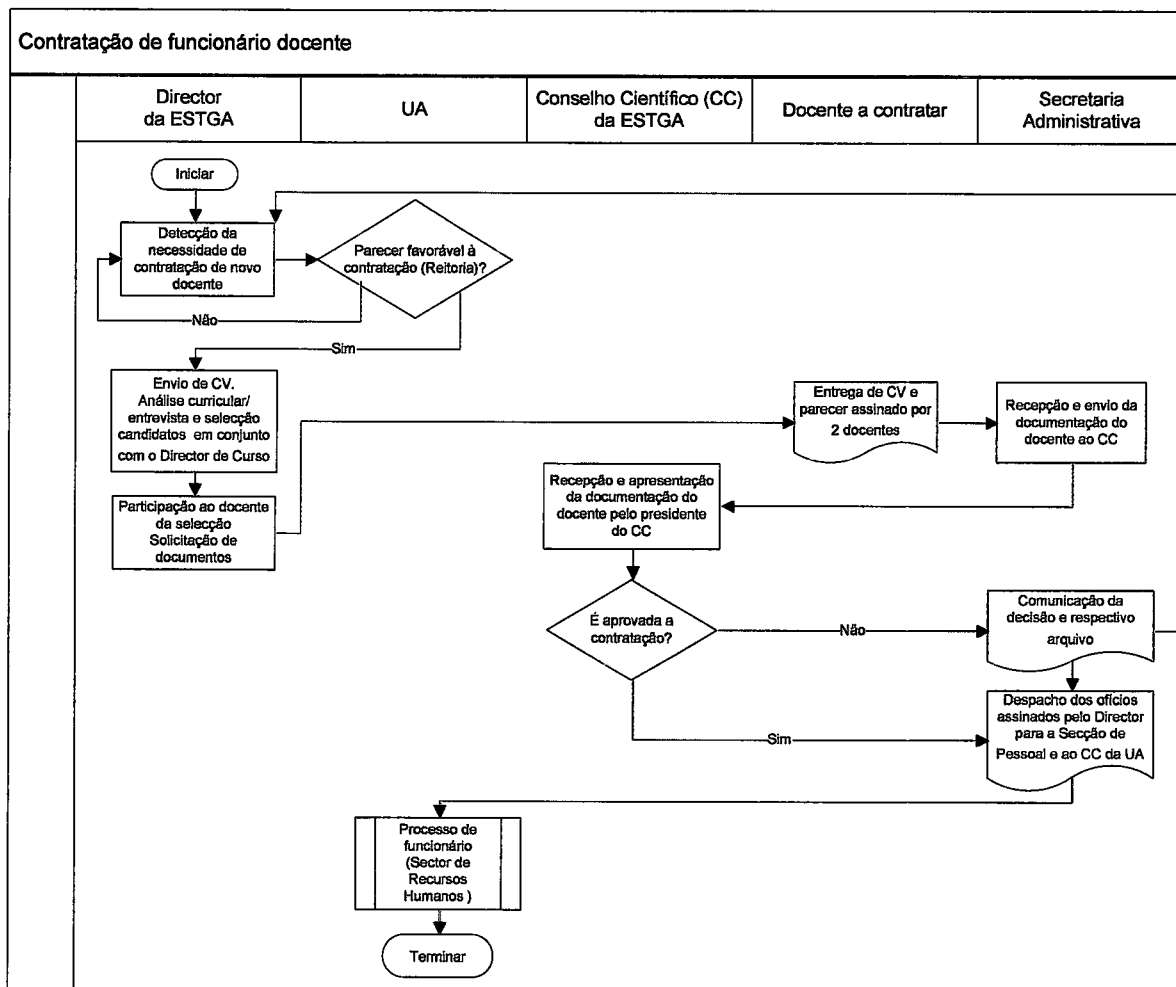 Contratação de funcionário docente
Director
da ESTGA
UA
Conselho Científico (CC)
da ESTGA
Docente a contratar
Secretaria
Administrativa
Iniciar
Detecção da
necessidade de
contratação de novo
docente
Parecer favorável à
contratação (Reitoria)?
Não
Sim
Envio de CV.
Análise curricular/
entrevista e selecção
candidatos em conjunto
com o Director de Curso
Entrega de CV e
parecer assinado por
2 docentes
Recepção e envio da
documentação do
docente ao CC
Participação ao docente
da selecção
Solicitação de
documentos
Recepção e apresentação
da documentação do
docente pelo presidente
do CC
É aprovada a
contratação?
Não
Comunicação da
decisão e respectivo
arquivo
Sim
Despacho dos ofícios
assinados pelo Director
para a Secção de
Pessoal e ao CC da UA
Processo de
funcionário
(Sector de
Recursos
Humanos )
Terminar